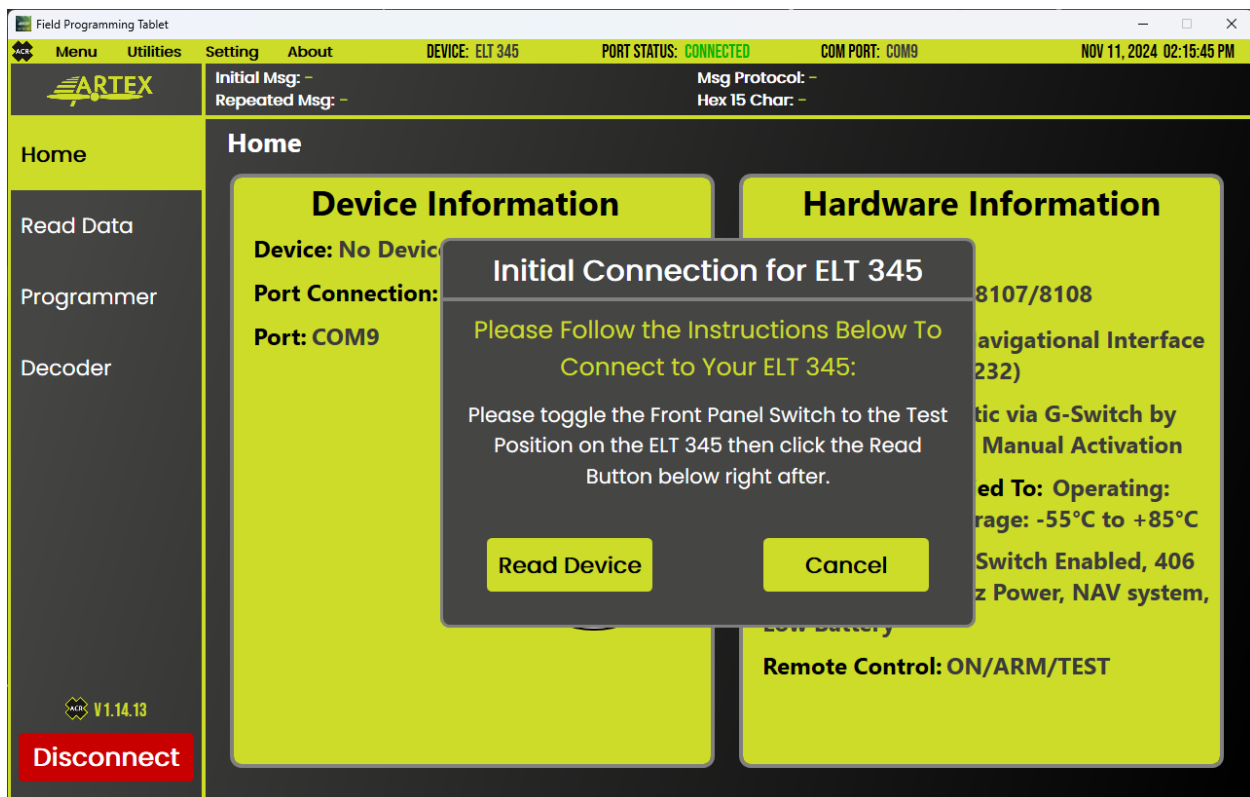 Field Programming Tablet
ACR Menu Utilities Setting About DEVICE: ELT 345 PORT STATUS: CONNECTED COM PORT: COM9 NOV 11, 2024 02:15:45 PM
ARTEX
Initial Msg: -
Repeated Msg: -
Msg Protocol: -
Hex 15 Char: -
Home
Read Data
Programmer
Decoder
ACR V 1.14.13
Disconnect
Home
Device Information
Device: No Device
Port Connection:
Port: COM9
Initial Connection for ELT 345
Please Follow the Instructions Below To
Connect to Your ELT 345:
Please toggle the Front Panel Switch to the Test
Position on the ELT 345 then click the Read
Button below right after.
Read Device Cancel
Hardware Information
8107/8108
avigational Interface
232)
tic via G-Switch by
Manual Activation
ed To: Operating:
rage: -55°C to +85°C
Switch Enabled, 406
z Power, NAV system,
Low Battery
Remote Control: ON/ARM/TEST